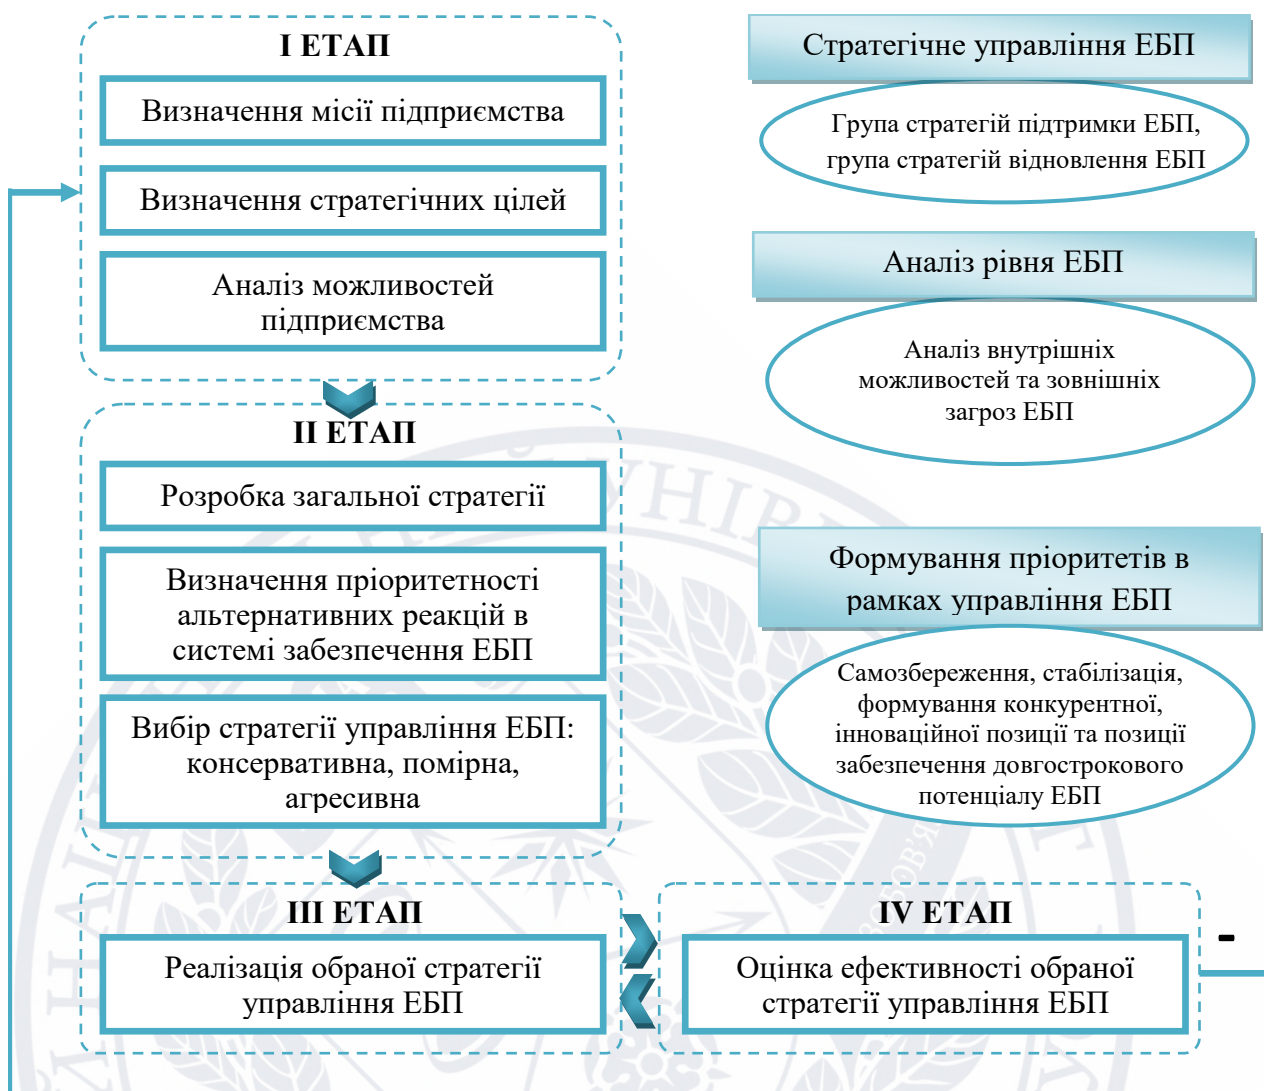 І ЕТАП
Визначення місії підприємства
Визначення стратегічних цілей
Аналіз можливостей
підприємства
ІІ ЕТАП
Розробка загальної стратегії
Визначення пріоритетності
альтернативних реакцій в
системі забезпечення ЕБП
Вибір стратегії управління ЕБП:
консервативна, помірна,
агресивна
ІІІ ЕТАП
Реалізація обраної стратегії
управління ЕБП
Стратегічне управління ЕБП
Група стратегій підтримки ЕБП,
група стратегій відновлення ЕБП
Аналіз рівня ЕБП
Аналіз внутрішніх
можливостей та зовнішніх
загроз ЕБП
Формування пріоритетів в
рамках управління ЕБП
Самозбереження, стабілізація,
формування конкурентної,
інноваційної позиції та позиції
забезпечення довгострокового
потенціалу ЕБП
IV ЕТАП
Оцінка ефективності обраної
стратегії управління ЕБП
-